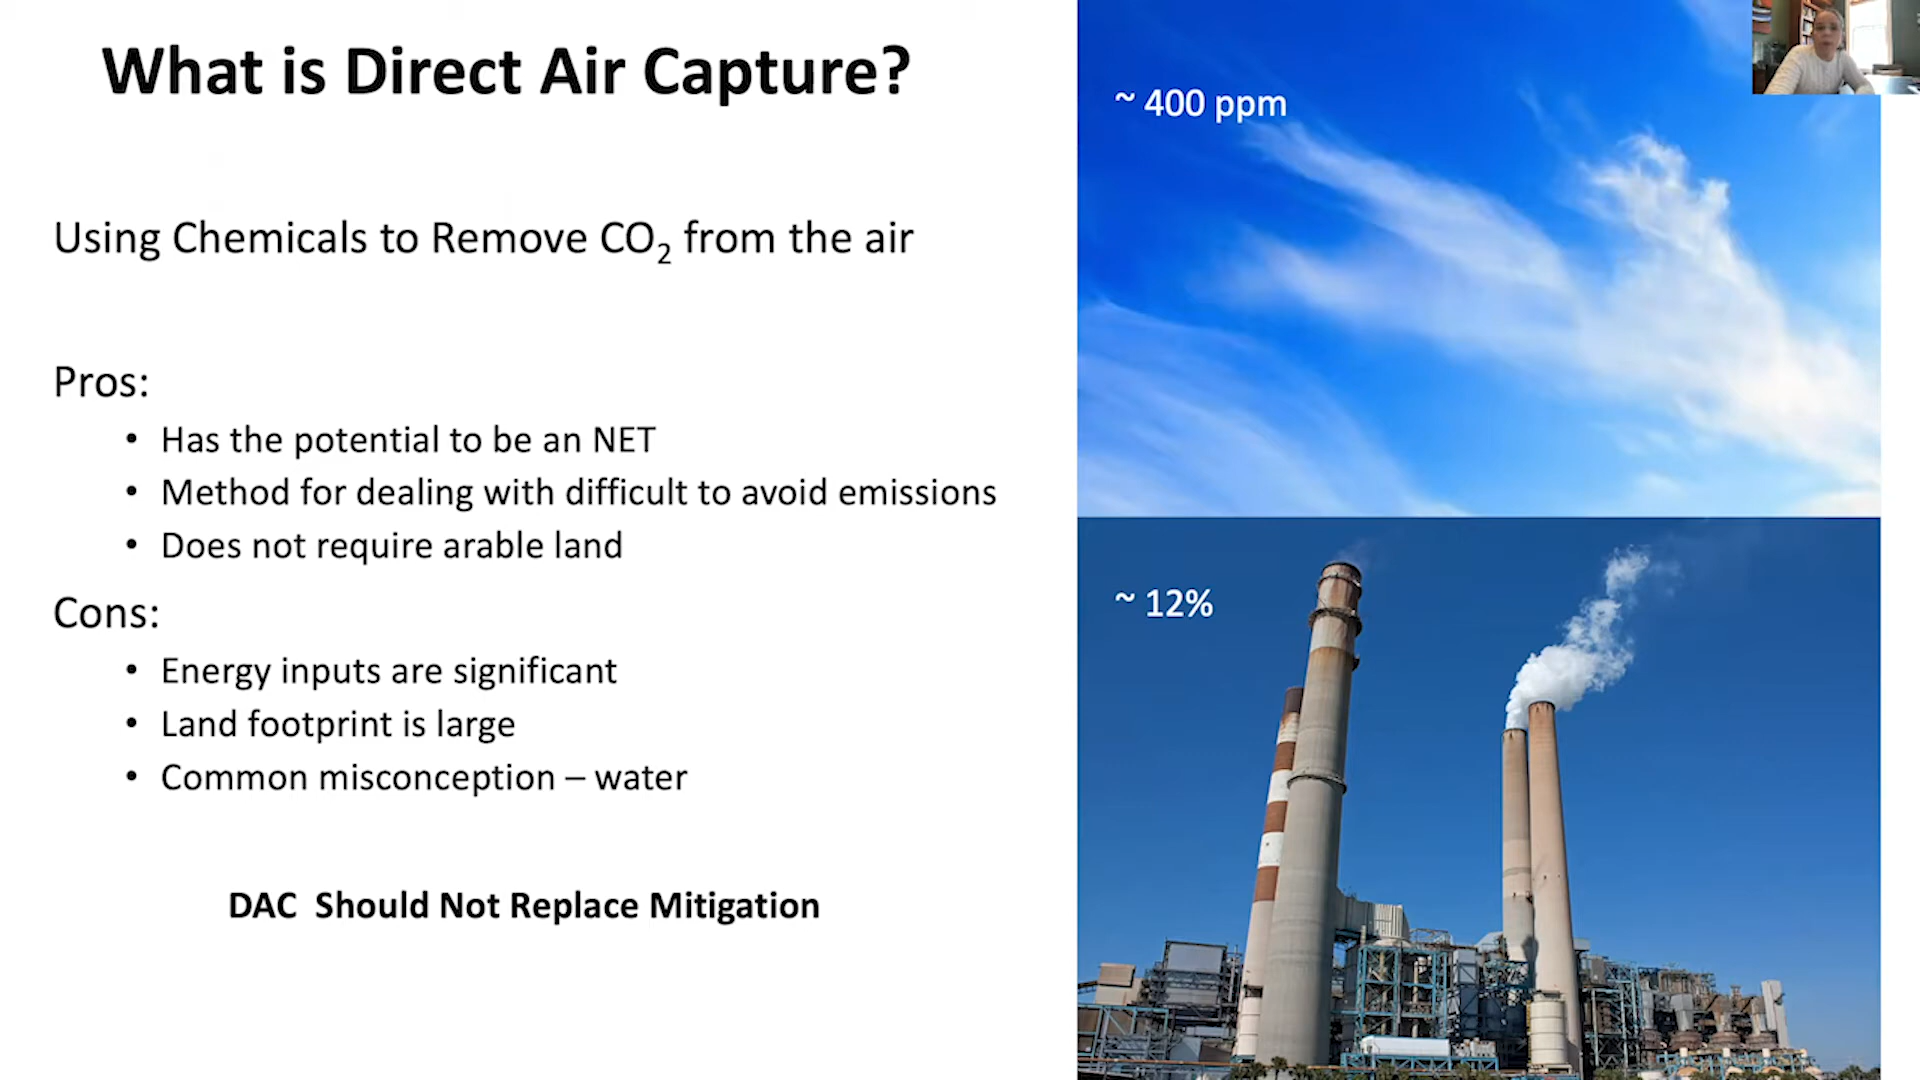 What is Direct Air Capture?
Using Chemicals to Remove CO₂ from the air
Pros:
• Has the potential to be an NET
• Method for dealing with difficult to avoid emissions
• Does not require arable land
Cons:
• Energy inputs are significant
• Land footprint is large
• Common misconception – water
DAC  Should Not Replace Mitigation
~ 400 ppm
~ 12%